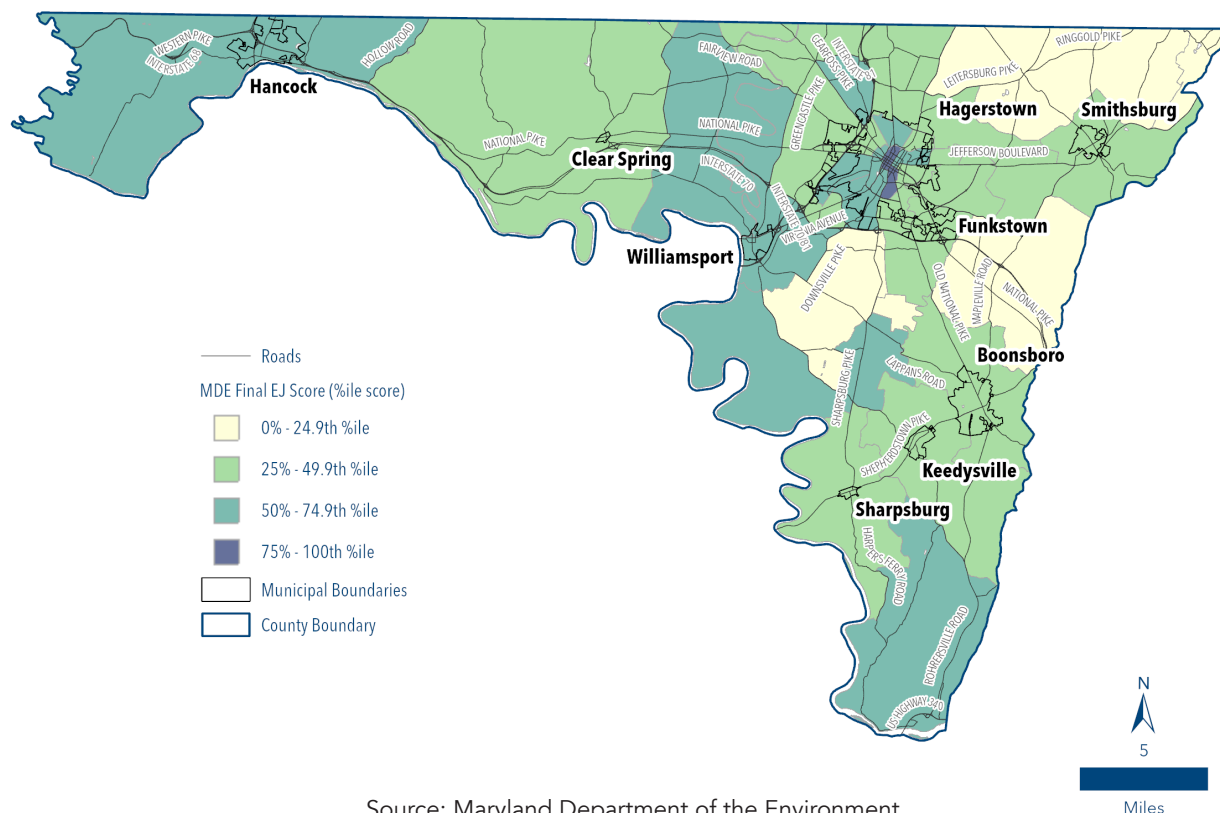 WESTERN PIKE
INTERSTATE 68
HOLLOW ROAD
Hancock
NATIONAL PIKE
Clear Spring
FAIRVIEW ROAD
NATIONAL PIKE
INTERSTATE 70
GREENCASTLE PIKE
CEARFOSS PIKE
INTERSTATE 81
LEITERSBURG PIKE
RINGGOLD PIKE
Hagerstown
Smithsburg
JEFFERSON BOULEVARD
INTERSTATE 70/81
VIRGINIA AVENUE
Williamsport
Funkstown
DOWNSVILLE PIKE
OLD NATIONAL PIKE
MAPLEVILLE ROAD
NATIONAL PIKE
Boonsboro
SHARPSBURG PIKE
LAPPANS ROAD
SHEPHERDSTOWN PIKE
Keedysville
Sharpsburg
HARPERS FERRY ROAD
ROHRERSVILLE ROAD
US HIGHWAY 340
Roads
MDE Final EJ Score (%ile score)
0% - 24.9th %ile
25% - 49.9th %ile
50% - 74.9th %ile
75% - 100th %ile
Municipal Boundaries
County Boundary
N
5
Miles
Source: Maryland Department of the Environment